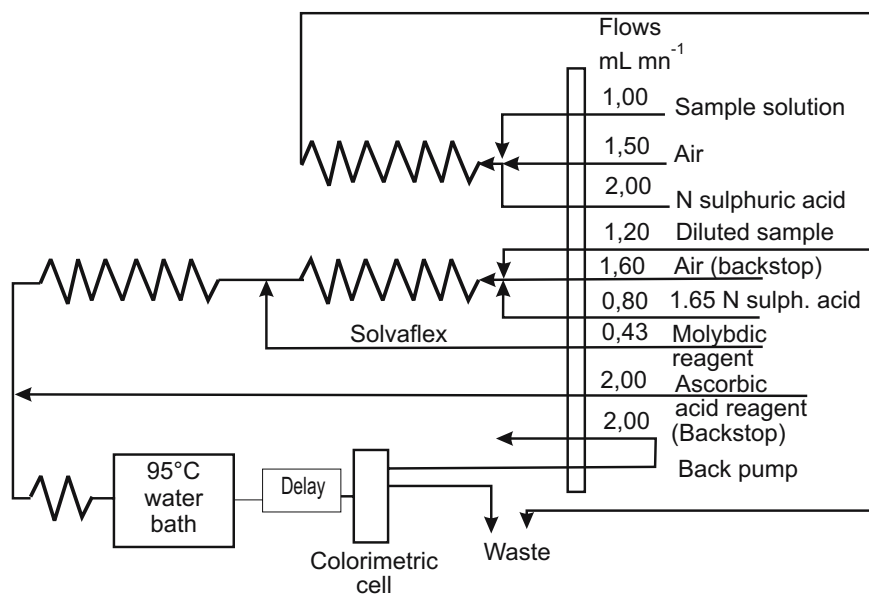 Flows
mL mn⁻¹
1,00
Sample solution
1,50
Air
2,00
N sulphuric acid
1,20
Diluted sample
1,60
Air (backstop)
0,80
1.65 N sulph. acid
Solvaflex
0,43
Molybdic
reagent
2,00
Ascorbic
acid reagent
(Backstop)
2,00
Back pump
95°C
water
bath
Delay
Colorimetric
cell
Waste